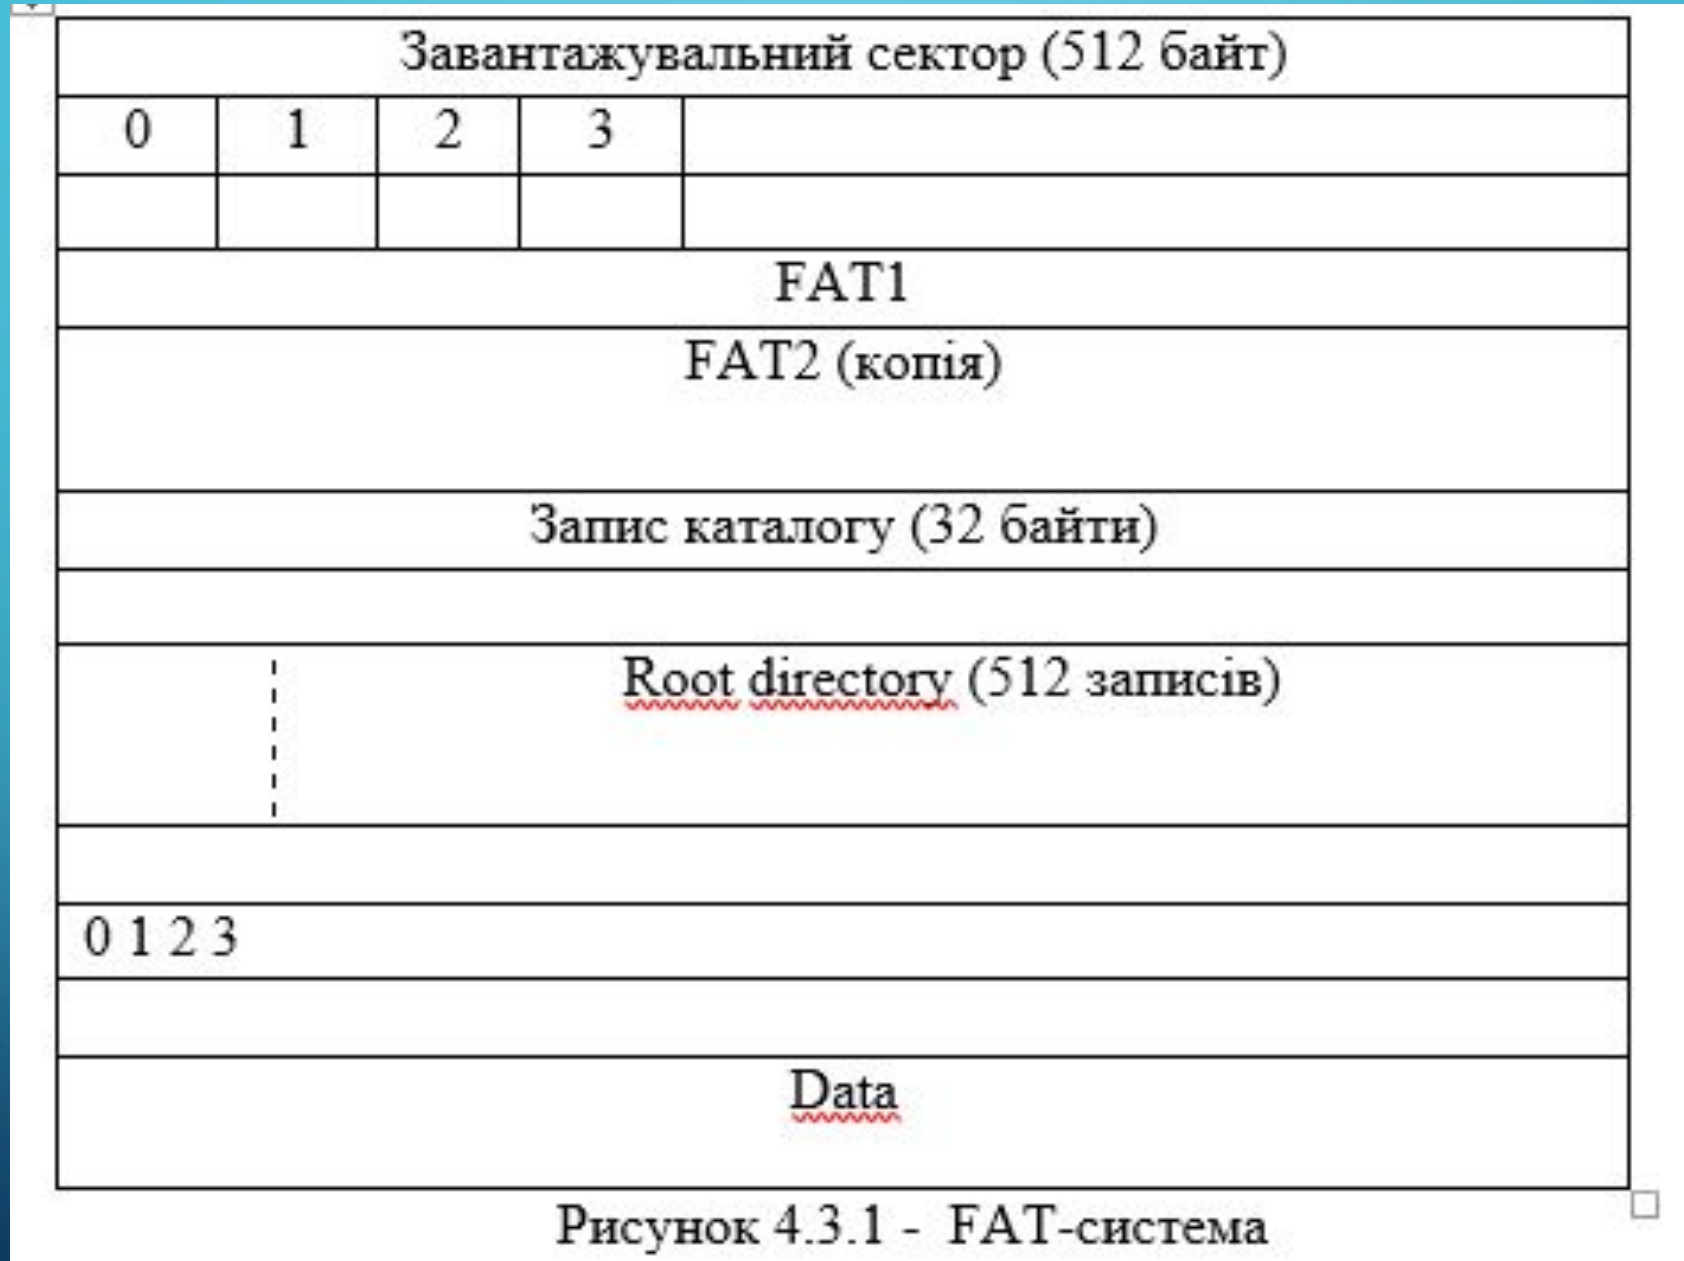 Завантажувальний сектор (512 байт)
0 1 2 3
FAT1
FAT2 (копія)
Запис каталогу (32 байти)
Root directory (512 записів)
0 1 2 3
Data
Рисунок 4.3.1 - FAT-система